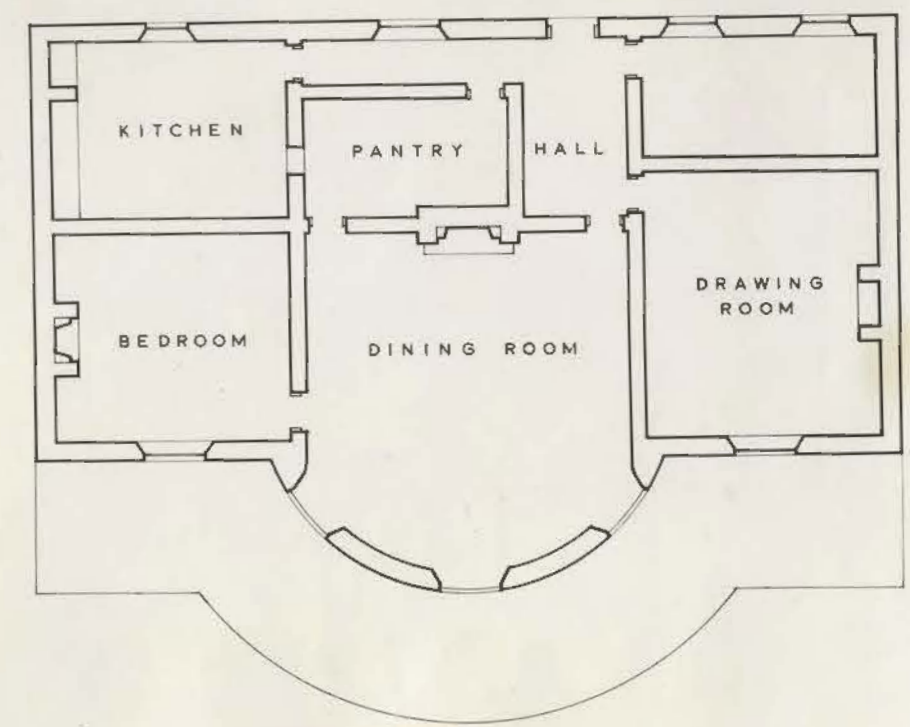 KITCHEN
PANTRY
HALL
DRAWING
ROOM
BEDROOM
DINING ROOM